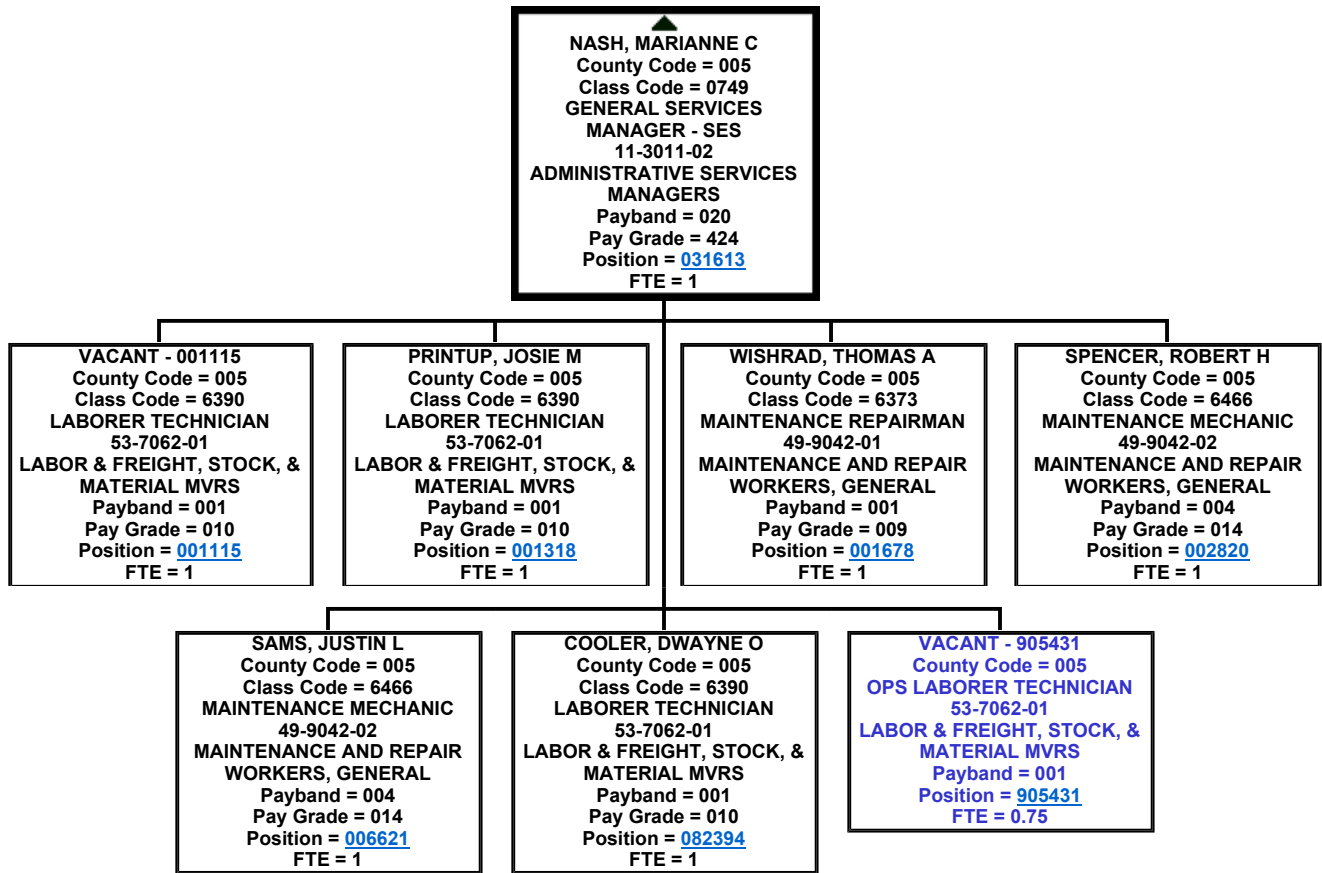 NASH, MARIANNE C
County Code = 005
Class Code = 0749
GENERAL SERVICES
MANAGER - SES
11-3011-02
ADMINISTRATIVE SERVICES
MANAGERS
Payband = 020
Pay Grade = 424
Position = 031613
FTE = 1
VACANT - 001115
County Code = 005
Class Code = 6390
LABORER TECHNICIAN
53-7062-01
LABOR & FREIGHT, STOCK, &
MATERIAL MVRS
Payband = 001
Pay Grade = 010
Position = 001115
FTE = 1
PRINTUP, JOSIE M
County Code = 005
Class Code = 6390
LABORER TECHNICIAN
53-7062-01
LABOR & FREIGHT, STOCK, &
MATERIAL MVRS
Payband = 001
Pay Grade = 010
Position = 001318
FTE = 1
WISHRAD, THOMAS A
County Code = 005
Class Code = 6373
MAINTENANCE REPAIRMAN
49-9042-01
MAINTENANCE AND REPAIR
WORKERS, GENERAL
Payband = 001
Pay Grade = 009
Position = 001678
FTE = 1
SPENCER, ROBERT H
County Code = 005
Class Code = 6466
MAINTENANCE MECHANIC
49-9042-02
MAINTENANCE AND REPAIR
WORKERS, GENERAL
Payband = 004
Pay Grade = 014
Position = 002820
FTE = 1
SAMS, JUSTIN L
County Code = 005
Class Code = 6466
MAINTENANCE MECHANIC
49-9042-02
MAINTENANCE AND REPAIR
WORKERS, GENERAL
Payband = 004
Pay Grade = 014
Position = 006621
FTE = 1
COOLER, DWAYNE O
County Code = 005
Class Code = 6390
LABORER TECHNICIAN
53-7062-01
LABOR & FREIGHT, STOCK, &
MATERIAL MVRS
Payband = 001
Pay Grade = 010
Position = 082394
FTE = 1
VACANT - 905431
County Code = 005
OPS LABORER TECHNICIAN
53-7062-01
LABOR & FREIGHT, STOCK, &
MATERIAL MVRS
Payband = 001
Position = 905431
FTE = 0.75